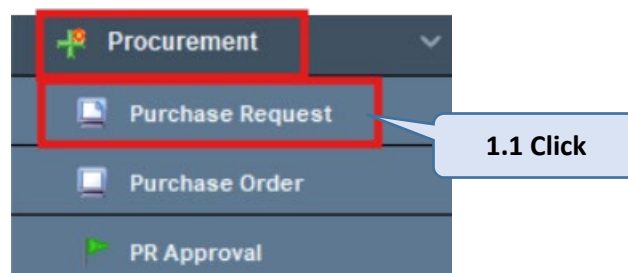 Procurement
Purchase Request
1.1 Click
Purchase Order
PR Approval